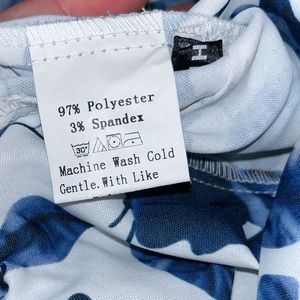 97% Polyester
3% Spandex
30°
Machine Wash Cold
Gentle.With Like